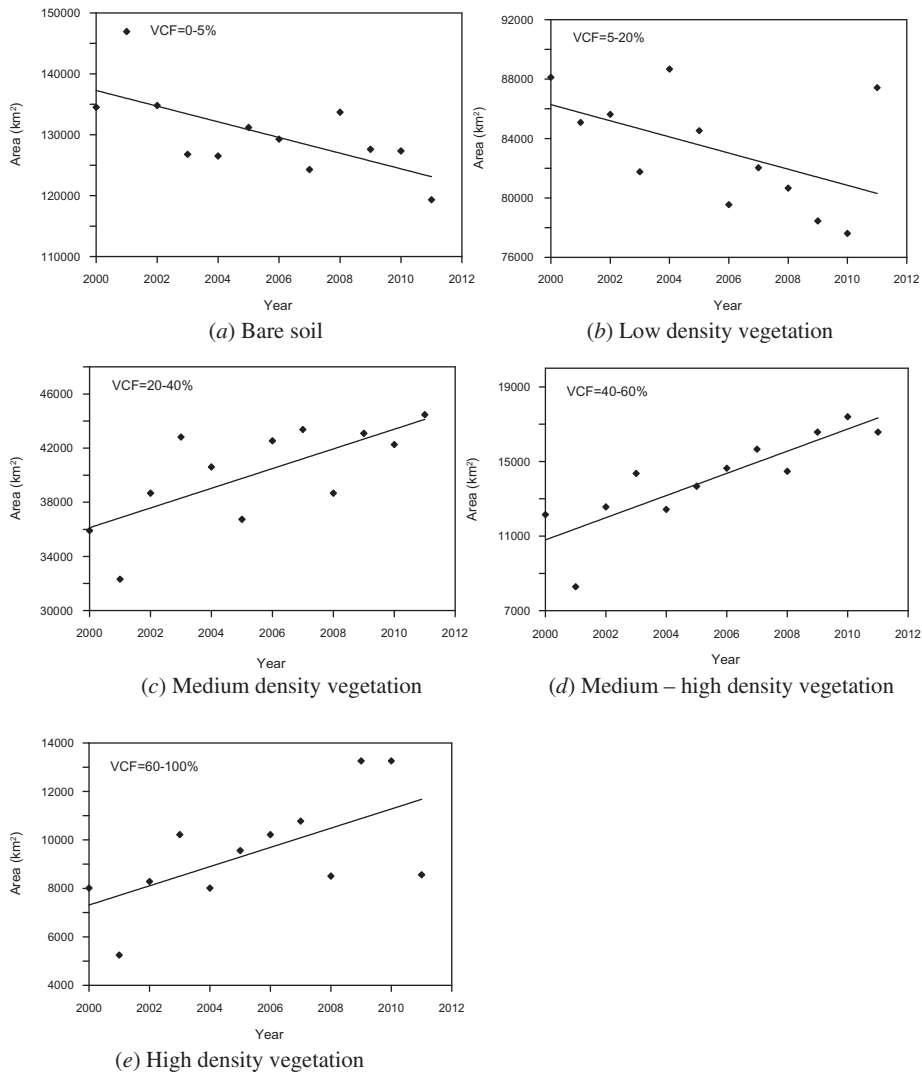 VCF=0-5%
150000
140000
130000
120000
110000
Area (km²)
2000 2002 2004 2006 2008 2010 2012
Year
(a) Bare soil
VCF=5-20%
92000
88000
84000
80000
76000
Area (km²)
2000 2002 2004 2006 2008 2010 2012
Year
(b) Low density vegetation
VCF=20-40%
46000
42000
38000
34000
30000
Area (km²)
2000 2002 2004 2006 2008 2010 2012
Year
(c) Medium density vegetation
VCF=40-60%
19000
15000
11000
7000
Area (km²)
2000 2002 2004 2006 2008 2010 2012
Year
(d) Medium – high density vegetation
VCF=60-100%
14000
12000
10000
8000
6000
4000
Area (km²)
2000 2002 2004 2006 2008 2010 2012
Year
(e) High density vegetation